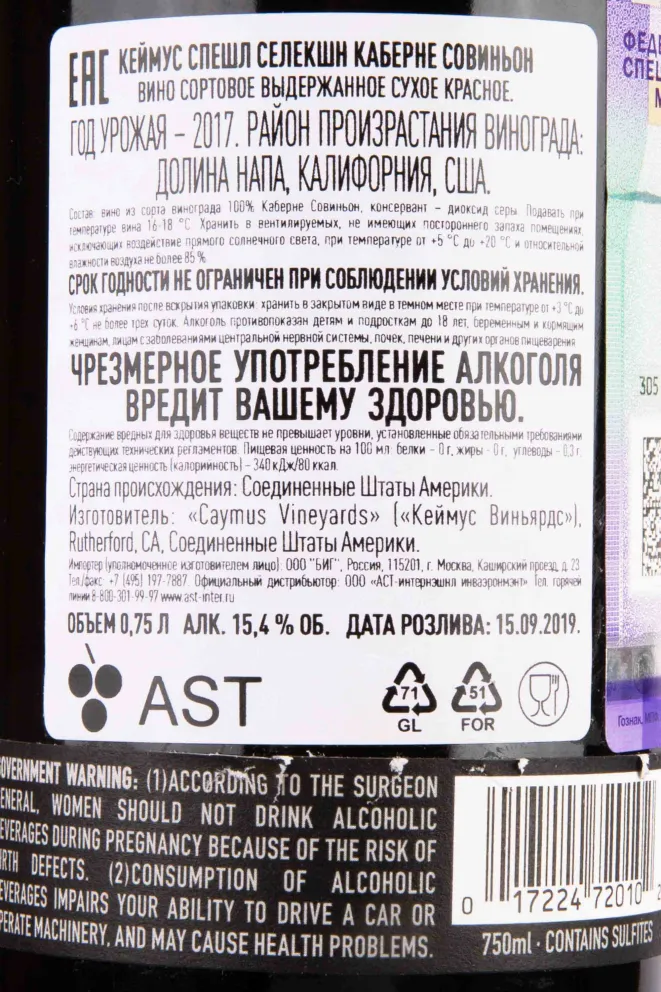 EAC КЕЙМУС СПЕШЛ СЕЛЕКШН КАБЕРНЕ СОВИНЬОН
ВИНО СОРТОВОЕ ВЫДЕРЖАННОЕ СУХОЕ КРАСНОЕ.
ГОД УРОЖАЯ – 2017. РАЙОН ПРОИЗРАСТАНИЯ ВИНОГРАДА:
ДОЛИНА НАПА, КАЛИФОРНИЯ, США.
Состав: вино из сорта винограда 100% Каберне Совиньон, консервант – диоксид серы. Подавать при
температуре вина 16-18 °С. Хранить в вентилируемых, не имеющих постороннего запаха помещениях,
исключающих воздействие прямого солнечного света, при температуре от +5 °С до +20 °С и относительной
влажности воздуха не более 85 %.
СРОК ГОДНОСТИ НЕ ОГРАНИЧЕН ПРИ СОБЛЮДЕНИИ УСЛОВИЙ ХРАНЕНИЯ.
Условия хранения после вскрытия упаковки: хранить в закрытом виде в темном месте при температуре от +3 °С до
+6 °С не более трех суток. Алкоголь противопоказан детям и подросткам до 18 лет, беременным и кормящим
женщинам, лицам с заболеваниями центральной нервной системы, почек, печени и других органов пищеварения.
ЧРЕЗМЕРНОЕ УПОТРЕБЛЕНИЕ АЛКОГОЛЯ
ВРЕДИТ ВАШЕМУ ЗДОРОВЬЮ.
Содержание вредных для здоровья веществ не превышает уровни, установленные обязательными требованиями
действующих технических регламентов. Пищевая ценность на 100 мл: белки – 0 г, жиры – 0 г, углеводы – 0,3 г,
энергетическая ценность (калорийность) – 340 кДж/80 ккал.
Страна происхождения: Соединенные Штаты Америки.
Изготовитель: «Caymus Vineyards» («Кеймус Виньярдс»),
Rutherford, CA, Соединенные Штаты Америки.
Импортер (уполномоченное изготовителем лицо): ООО "БИГ", Россия, 115201, г. Москва, Каширский проезд, д. 23
Тел./факс: +7 (495) 197-7887. Официальный дистрибьютор: ООО «АСТ-интернэшнл инваэронмэнт» Тел. горячей
линии 8-800-301-99-97 www.ast-inter.ru
ОБЪЕМ 0,75 Л АЛК. 15,4 % ОБ. ДАТА РОЗЛИВА: 15.09.2019.
AST
71 51
GL FOR
ФЕДЕ
СПЕЦ
М
305
Гознак, МПФ
GOVERNMENT WARNING: (1)ACCORDING TO THE SURGEON
GENERAL, WOMEN SHOULD NOT DRINK ALCOHOLIC
BEVERAGES DURING PREGNANCY BECAUSE OF THE RISK OF
BIRTH DEFECTS. (2)CONSUMPTION OF ALCOHOLIC
BEVERAGES IMPAIRS YOUR ABILITY TO DRIVE A CAR OR
OPERATE MACHINERY, AND MAY CAUSE HEALTH PROBLEMS.
0 17224 72010 2
750ml · CONTAINS SULFITES